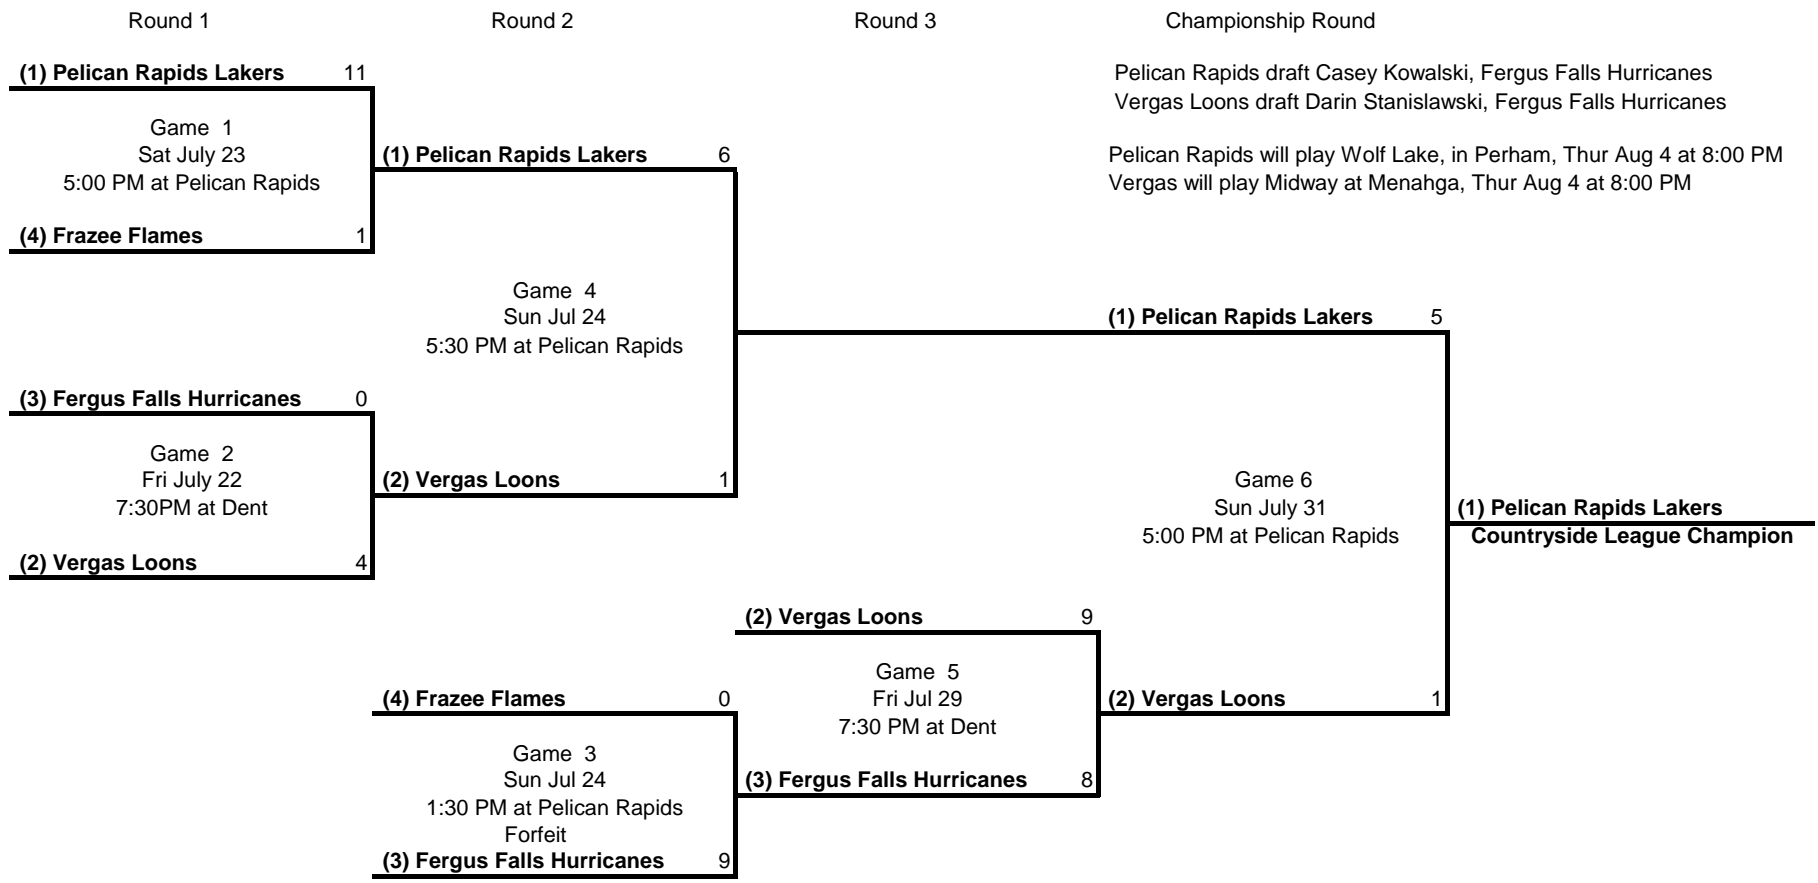 Round 1
Round 2
Round 3
Championship Round
(1) Pelican Rapids Lakers 11
Game 1
Sat July 23
5:00 PM at Pelican Rapids
(4) Frazee Flames 1
(3) Fergus Falls Hurricanes 0
Game 2
Fri July 22
7:30PM at Dent
(2) Vergas Loons 4
(1) Pelican Rapids Lakers 6
Game 4
Sun Jul 24
5:30 PM at Pelican Rapids
(2) Vergas Loons 1
(4) Frazee Flames 0
Game 3
Sun Jul 24
1:30 PM at Pelican Rapids
Forfeit
(3) Fergus Falls Hurricanes 9
(2) Vergas Loons 9
Game 5
Fri Jul 29
7:30 PM at Dent
(3) Fergus Falls Hurricanes 8
Pelican Rapids draft Casey Kowalski, Fergus Falls Hurricanes
Vergas Loons draft Darin Stanislawski, Fergus Falls Hurricanes
Pelican Rapids will play Wolf Lake, in Perham, Thur Aug 4 at 8:00 PM
Vergas will play Midway at Menahga, Thur Aug 4 at 8:00 PM
(1) Pelican Rapids Lakers 5
Game 6
Sun July 31
5:00 PM at Pelican Rapids
(2) Vergas Loons 1
(1) Pelican Rapids Lakers
Countryside League Champion